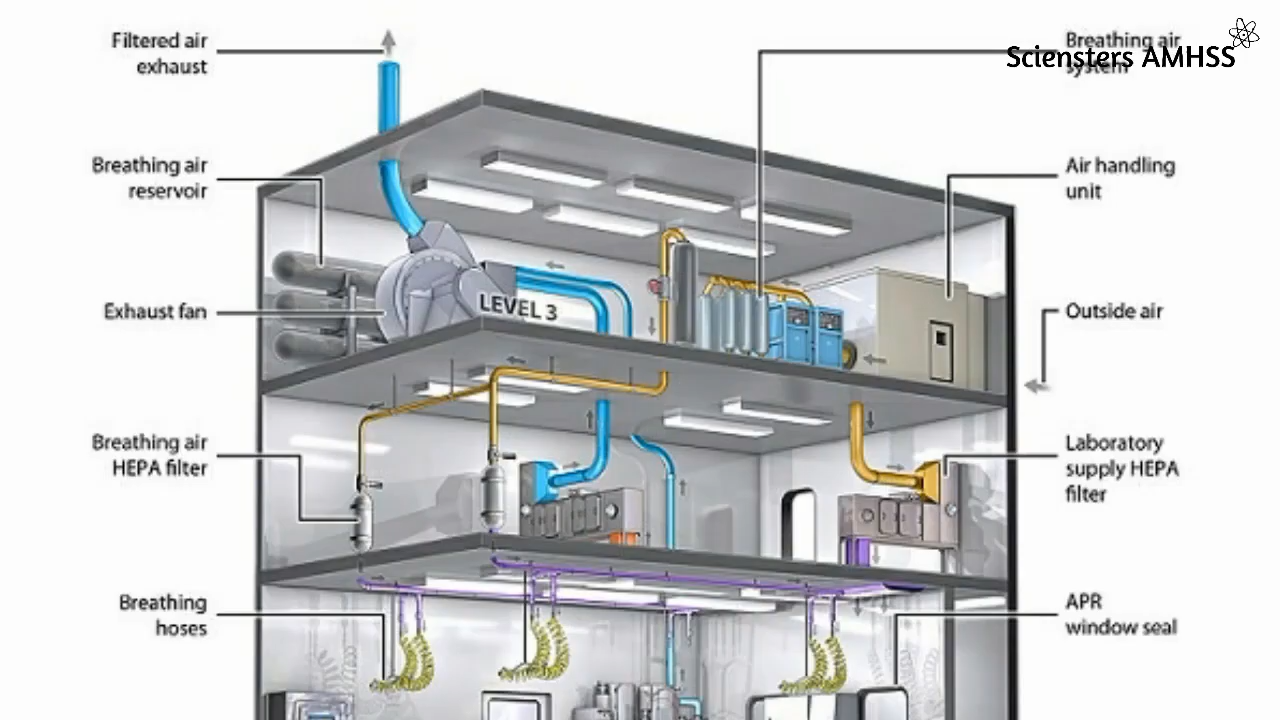 Filtered air
exhaust
Breathing air
system
Sciensters AMHSS
Breathing air
reservoir
Air handling
unit
Exhaust fan
LEVEL 3
Outside air
Breathing air
HEPA filter
Laboratory
supply HEPA
filter
Breathing
hoses
APR
window seal